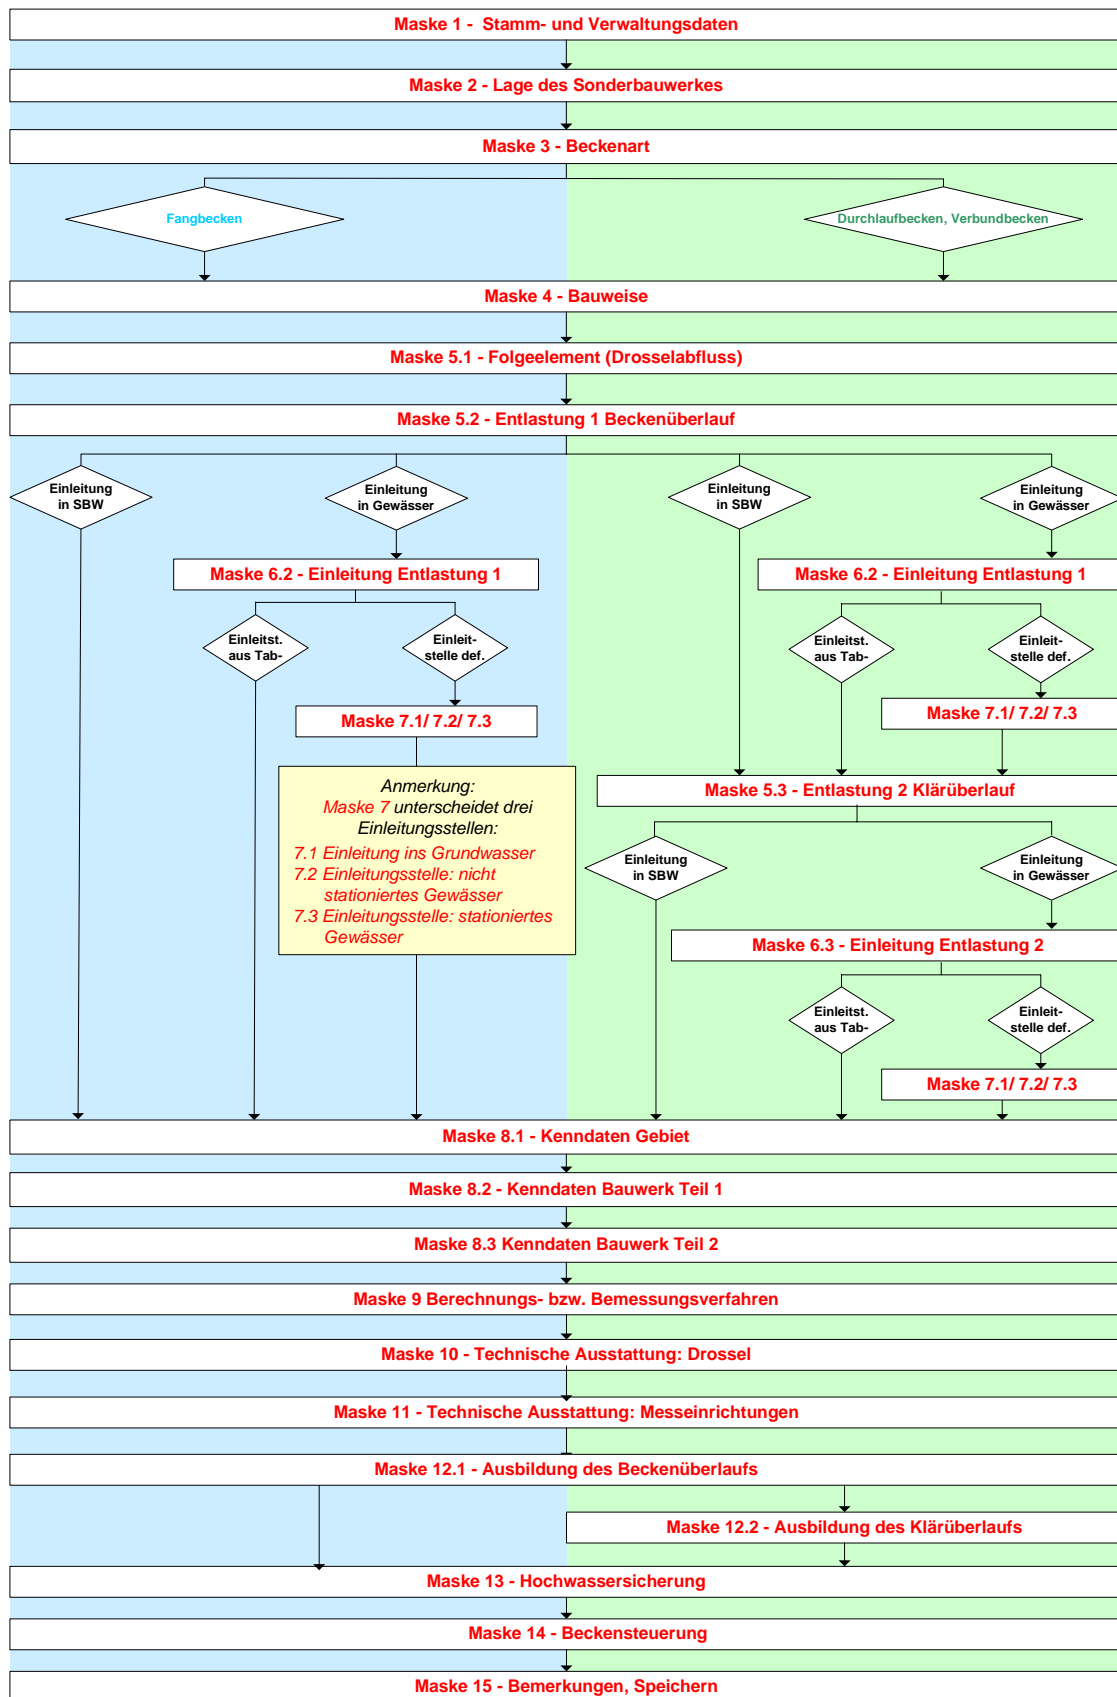 Maske 1 - Stamm- und Verwaltungsdaten
Maske 2 - Lage des Sonderbauwerkes
Maske 3 - Beckenart
Fangbecken
Durchlaufbecken, Verbundbecken
Maske 4 - Bauweise
Maske 5.1 - Folgeelement (Drosselabfluss)
Maske 5.2 - Entlastung 1 Beckenüberlauf
Einleitung
in SBW
Einleitung
in Gewässer
Einleitung
in SBW
Einleitung
in Gewässer
Maske 6.2 - Einleitung Entlastung 1
Maske 6.2 - Einleitung Entlastung 1
Einleitst.
aus Tab-
Einleit-
stelle def.
Einleitst.
aus Tab-
Einleit-
stelle def.
Maske 7.1/ 7.2/ 7.3
Maske 7.1/ 7.2/ 7.3
Anmerkung:
Maske 7 unterscheidet drei
Einleitungsstellen:
7.1 Einleitung ins Grundwasser
7.2 Einleitungsstelle: nicht
stationiertes Gewässer
7.3 Einleitungsstelle: stationiertes
Gewässer
Maske 5.3 - Entlastung 2 Klärüberlauf
Einleitung
in SBW
Einleitung
in Gewässer
Maske 6.3 - Einleitung Entlastung 2
Einleitst.
aus Tab-
Einleit-
stelle def.
Maske 7.1/ 7.2/ 7.3
Maske 8.1 - Kenndaten Gebiet
Maske 8.2 - Kenndaten Bauwerk Teil 1
Maske 8.3 Kenndaten Bauwerk Teil 2
Maske 9 Berechnungs- bzw. Bemessungsverfahren
Maske 10 - Technische Ausstattung: Drossel
Maske 11 - Technische Ausstattung: Messeinrichtungen
Maske 12.1 - Ausbildung des Beckenüberlaufs
Maske 12.2 - Ausbildung des Klärüberlaufs
Maske 13 - Hochwassersicherung
Maske 14 - Beckensteuerung
Maske 15 - Bemerkungen, Speichern